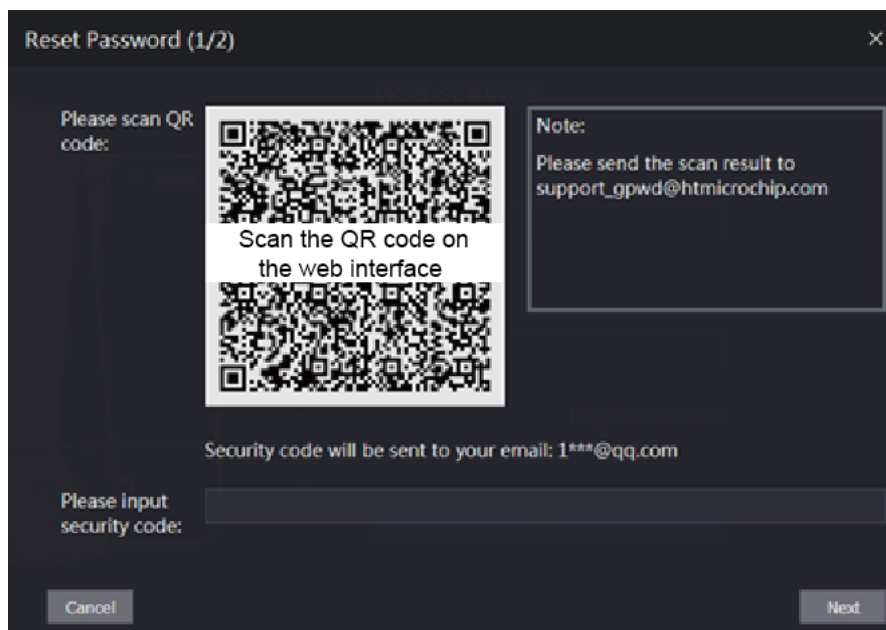 Reset Password (1/2)
Please scan QR
code:
Scan the QR code on
the web interface
Note:
Please send the scan result to
support_gpwd@htmicrochip.com
Security code will be sent to your email: 1***@qq.com
Please input
security code:
Cancel
Next